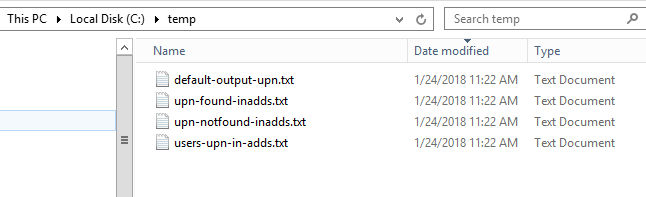 This PC Local Disk (C:) temp Search temp
Name Date modified Type
default-output-upn.txt 1/24/2018 11:22 AM Text Document
upn-found-inadds.txt 1/24/2018 11:22 AM Text Document
upn-notfound-inadds.txt 1/24/2018 11:22 AM Text Document
users-upn-in-adds.txt 1/24/2018 11:22 AM Text Document